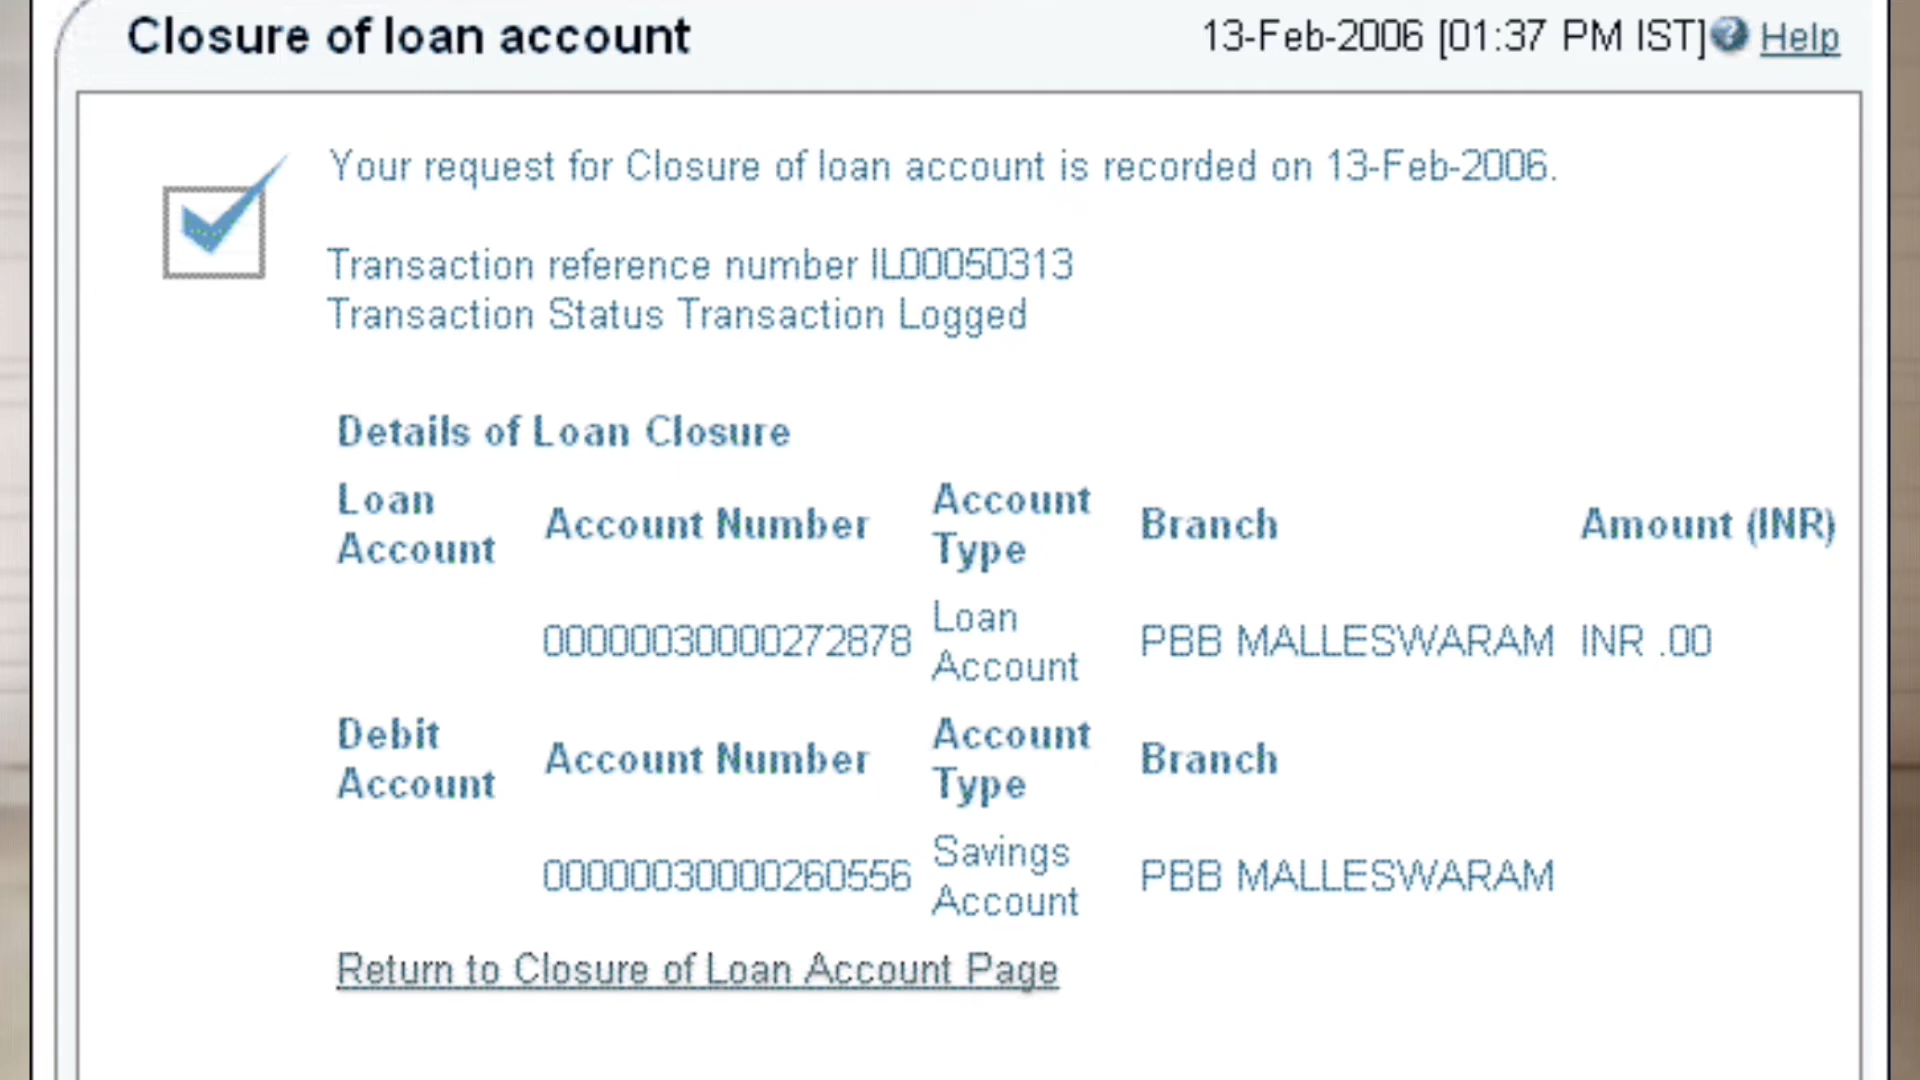 Closure of loan account 13-Feb-2006 [01:37 PM IST] Help
Your request for Closure of loan account is recorded on 13-Feb-2006.
Transaction reference number IL00050313
Transaction Status Transaction Logged
Details of Loan Closure
Loan Account Account Number Account Type Branch Amount (INR)
00000030000272878 Loan Account PBB MALLESWARAM INR .00
Debit Account Account Number Account Type Branch
00000030000260556 Savings Account PBB MALLESWARAM
Return to Closure of Loan Account Page